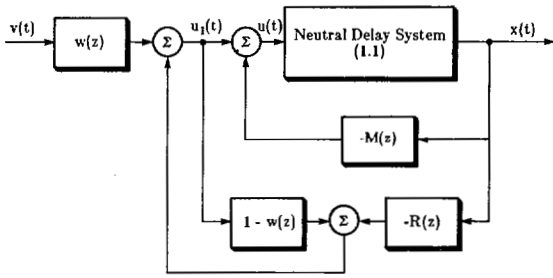 v(t)
w(z)
Σ
u₁(t)
Σ
u(t)
Neutral Delay System
(1.1)
x(t)
-M(z)
1 - w(z)
Σ
-R(z)